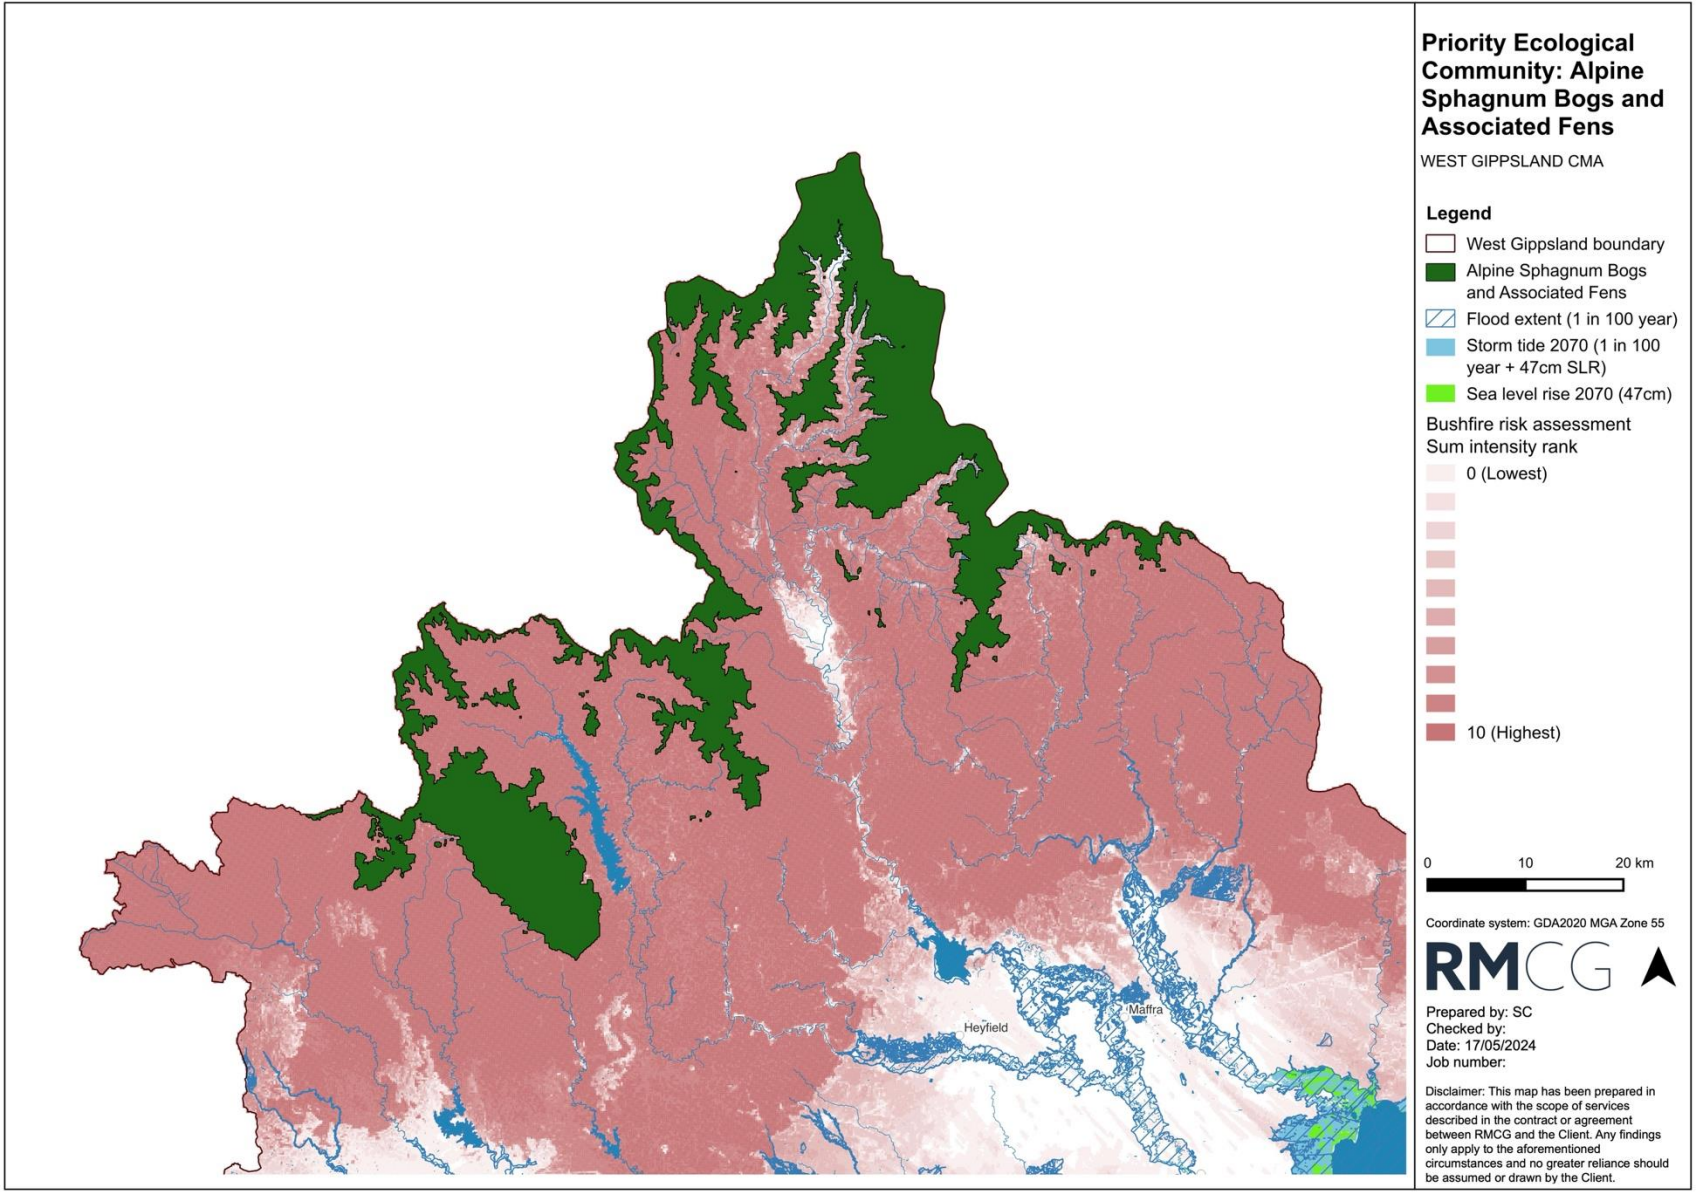 Priority Ecological
Community: Alpine
Sphagnum Bogs and
Associated Fens
WEST GIPPSLAND CMA
Legend
West Gippsland boundary
Alpine Sphagnum Bogs
and Associated Fens
Flood extent (1 in 100 year)
Storm tide 2070 (1 in 100
year + 47cm SLR)
Sea level rise 2070 (47cm)
Bushfire risk assessment
Sum intensity rank
0 (Lowest)
10 (Highest)
0 10 20 km
Coordinate system: GDA2020 MGA Zone 55
RMCG
Prepared by: SC
Checked by:
Date: 17/05/2024
Job number:
Disclaimer: This map has been prepared in
accordance with the scope of services
described in the contract or agreement
between RMCG and the Client. Any findings
only apply to the aforementioned
circumstances and no greater reliance should
be assumed or drawn by the Client.
Heyfield
Maffra